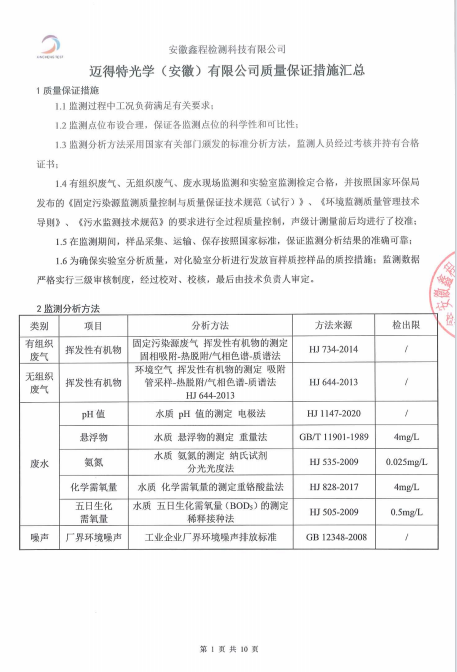 安徽鑫程检测科技有限公司
迈得特光学（安徽）有限公司质量保证措施汇总
1 质量保证措施
1.1 监测过程中工况负荷满足有关要求；
1.2 监测点位布设合理，保证各监测点位的科学性和可比性；
1.3 监测分析方法采用国家有关部门颁发的标准分析方法，监测人员经过考核并持有合格
证书；
1.4 有组织废气、无组织废气、废水现场监测和实验室监测检定合格，并按照国家环保局
发布的《固定污染源监测质量控制与质量保证技术规范（试行）》、《环境监测质量管理技术
导则》、《污水监测技术规范》的要求进行全过程质量控制，声级计测量前后均进行了校准；
1.5 在监测期间，样品采集、运输、保存按照国家标准，保证监测分析结果的准确可靠；
1.6 为确保实验室分析质量，对化验室分析进行发放盲样质控样品的质控措施；监测数据
严格实行三级审核制度，经过校对、校核，最后由技术负责人审定。
2 监测分析方法
类别 项目 分析方法 方法来源 检出限
有组织废气 挥发性有机物 固定污染源废气 挥发性有机物的测定 固相吸附-热脱附/气相色谱-质谱法 HJ 734-2014 /
无组织废气 挥发性有机物 环境空气 挥发性有机物的测定 吸附管采样-热脱附/气相色谱-质谱法 HJ 644-2013 HJ 644-2013 /
废水 pH 值 水质 pH 值的测定 电极法 HJ 1147-2020 /
悬浮物 水质 悬浮物的测定 重量法 GB/T 11901-1989 4mg/L
氨氮 水质 氨氮的测定 纳氏试剂分光光度法 HJ 535-2009 0.025mg/L
化学需氧量 水质 化学需氧量的测定重铬酸盐法 HJ 828-2017 4mg/L
五日生化需氧量 水质 五日生化需氧量（BOD₅）的测定 稀释接种法 HJ 505-2009 0.5mg/L
噪声 厂界环境噪声 工业企业厂界环境噪声排放标准 GB 12348-2008 /
第 1 页 共 10 页